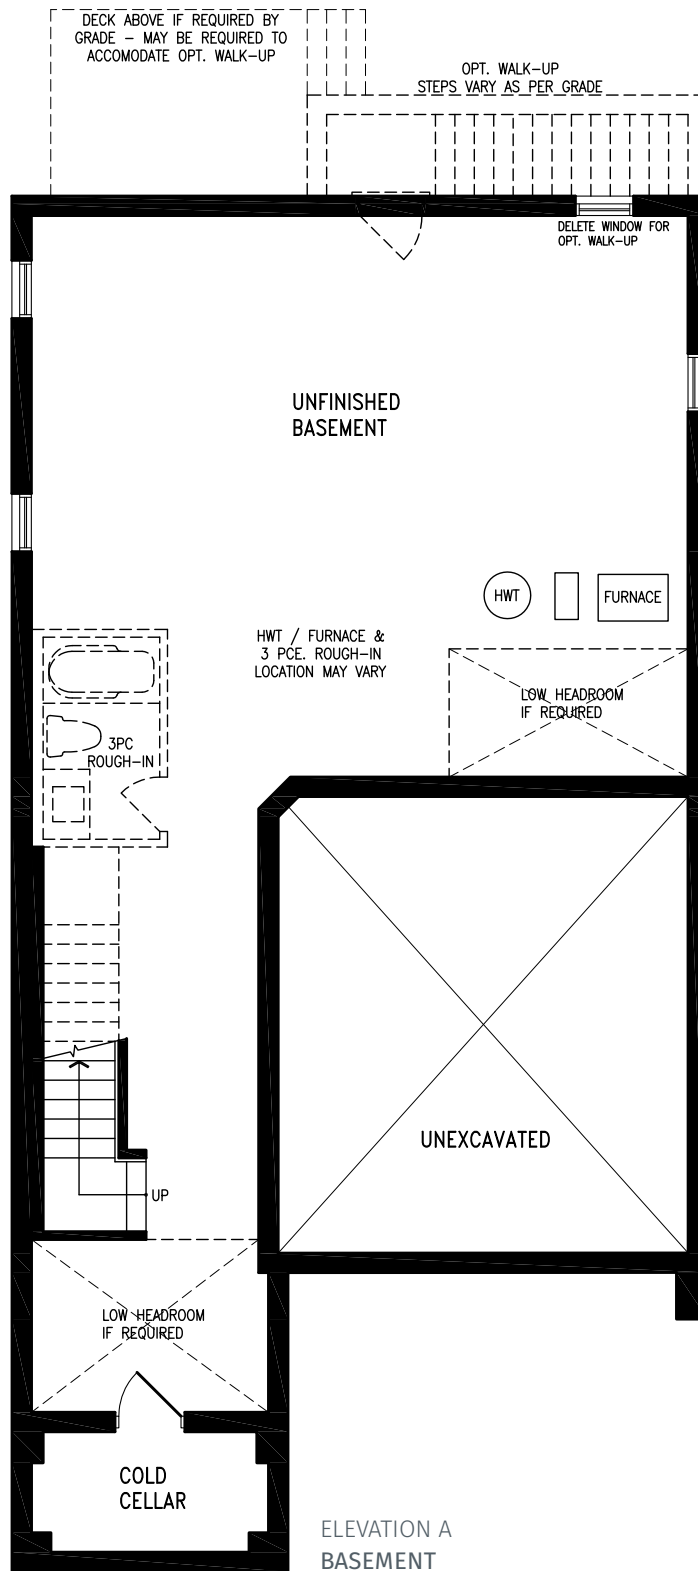 DECK ABOVE IF REQUIRED BY
GRADE – MAY BE REQUIRED TO
ACCOMODATE OPT. WALK–UP
OPT. WALK–UP
STEPS VARY AS PER GRADE
DELETE WINDOW FOR
OPT. WALK–UP
UNFINISHED
BASEMENT
HWT
FURNACE
HWT / FURNACE &
3 PCE. ROUGH–IN
LOCATION MAY VARY
LOW HEADROOM
IF REQUIRED
3PC
ROUGH–IN
UNEXCAVATED
UP
LOW HEADROOM
IF REQUIRED
COLD
CELLAR
ELEVATION A
BASEMENT